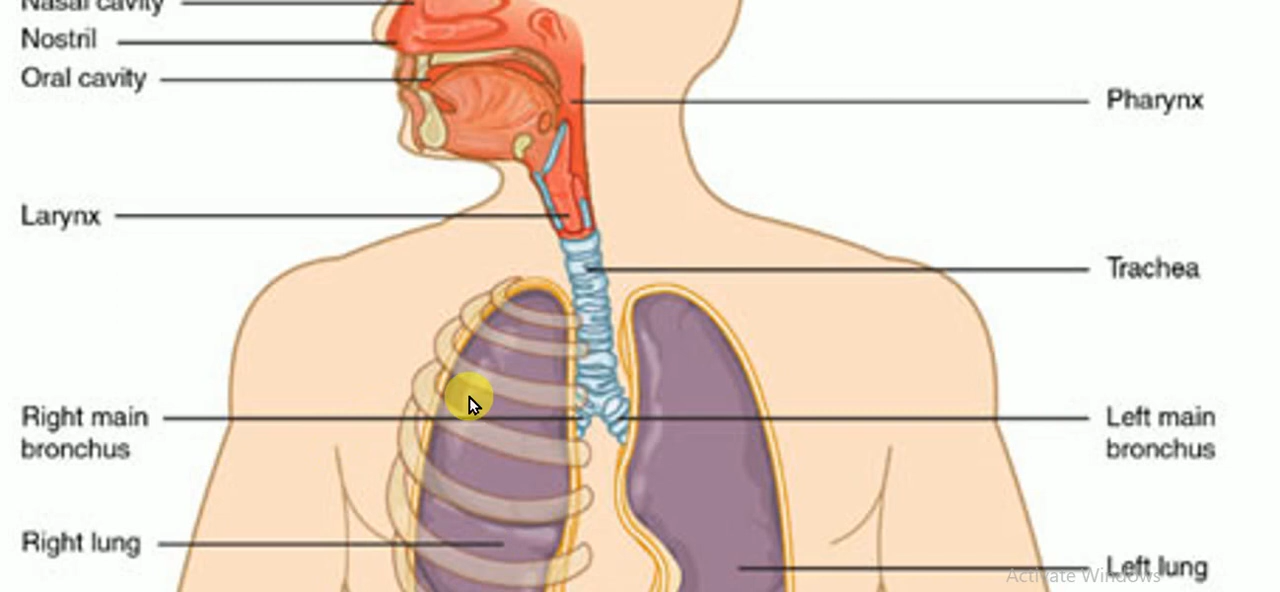 Nasal cavity
Nostril
Oral cavity
Pharynx
Larynx
Trachea
Right main
bronchus
Left main
bronchus
Right lung
Left lung
Activate Windows